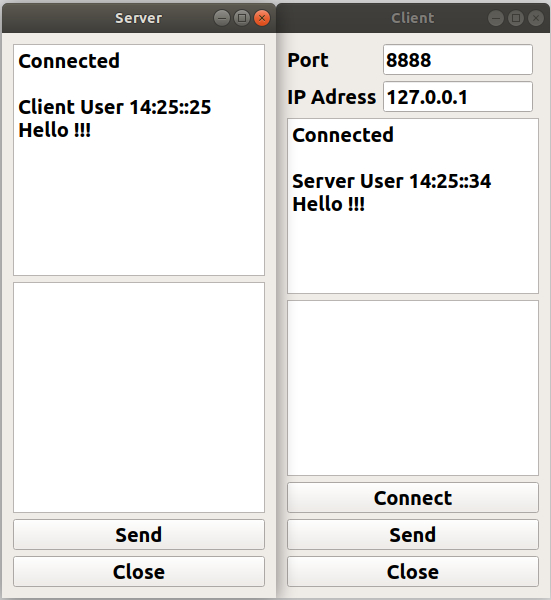 Server
Connected
Client User 14:25::25
Hello !!!
Send
Close
Client
Port 8888
IP Adress 127.0.0.1
Connected
Server User 14:25::34
Hello !!!
Connect
Send
Close